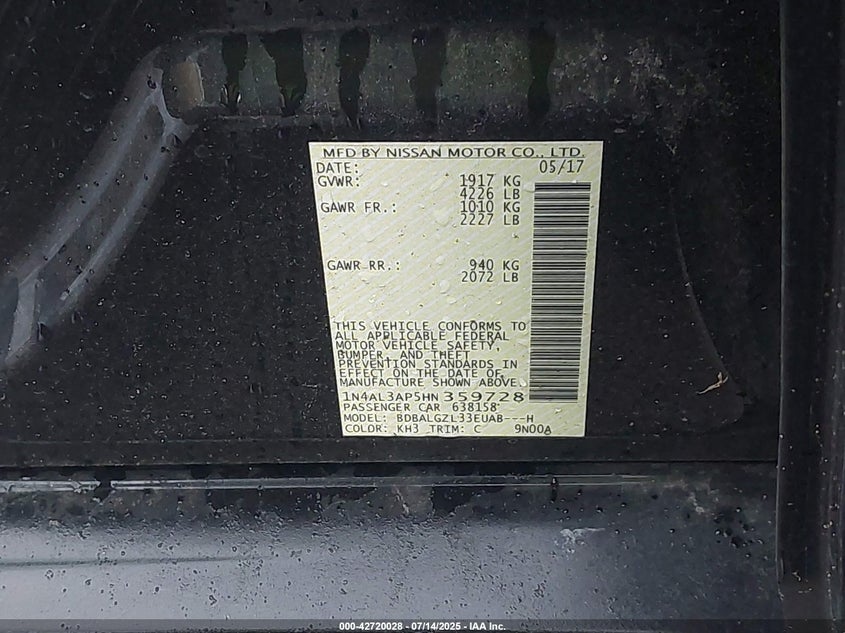 MFD BY NISSAN MOTOR CO., LTD.
DATE: 05/17
GVWR: 1917 KG
4226 LB
GAWR FR.: 1010 KG
2227 LB
GAWR RR.: 940 KG
2072 LB
THIS VEHICLE CONFORMS TO
ALL APPLICABLE FEDERAL
MOTOR VEHICLE SAFETY,
BUMPER, AND THEFT
PREVENTION STANDARDS IN
EFFECT ON THE DATE OF
MANUFACTURE SHOWN ABOVE.
1N4AL3AP5HN359728
PASSENGER CAR 638158
MODEL: BDBALGZL33EUAB---H
COLOR: KH3 TRIM: C 9N00A
000-42720028 - 07/14/2025 - IAA Inc.